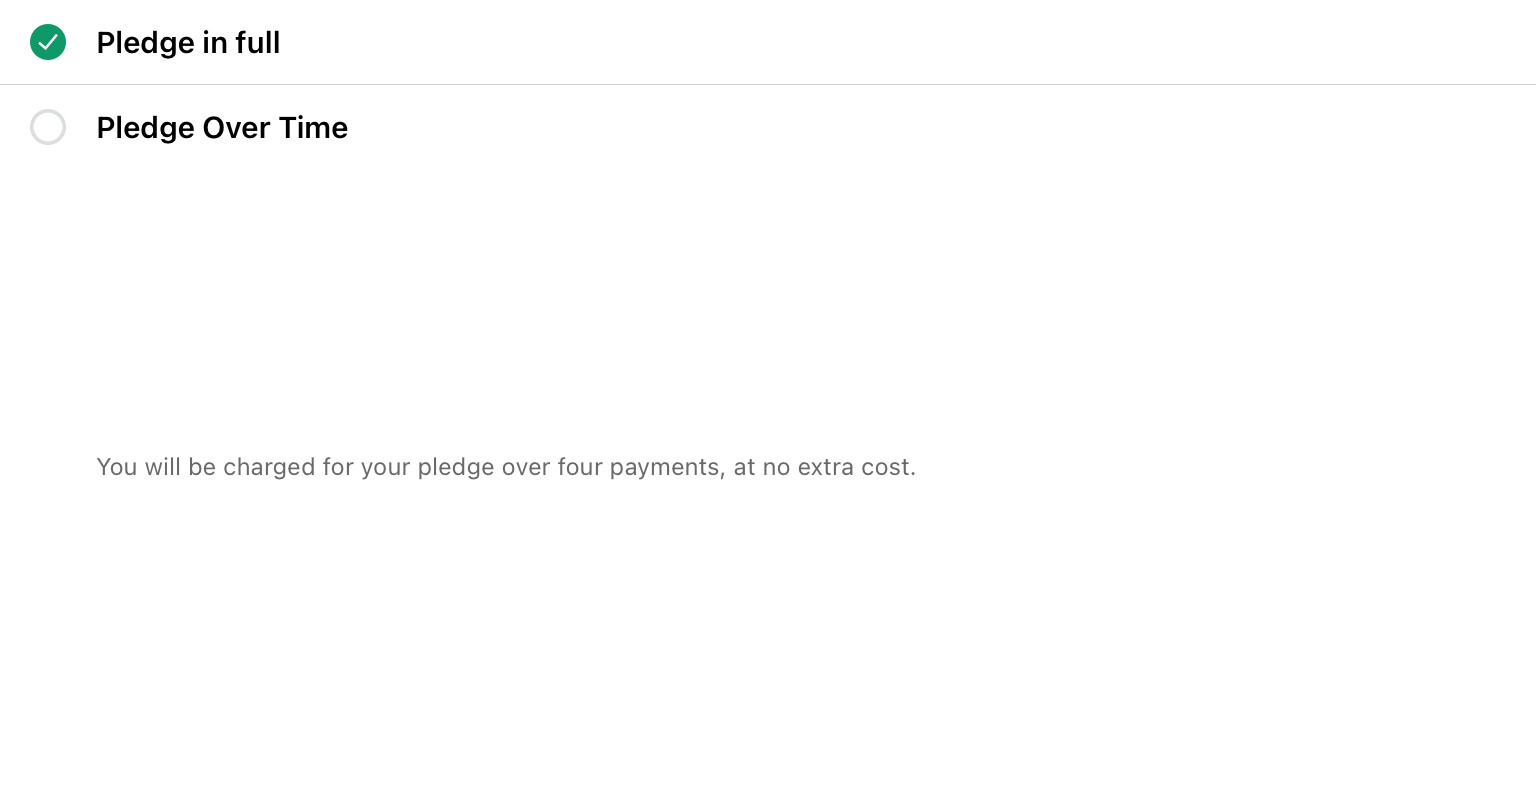 Pledge in full
Pledge Over Time
You will be charged for your pledge over four payments, at no extra cost.